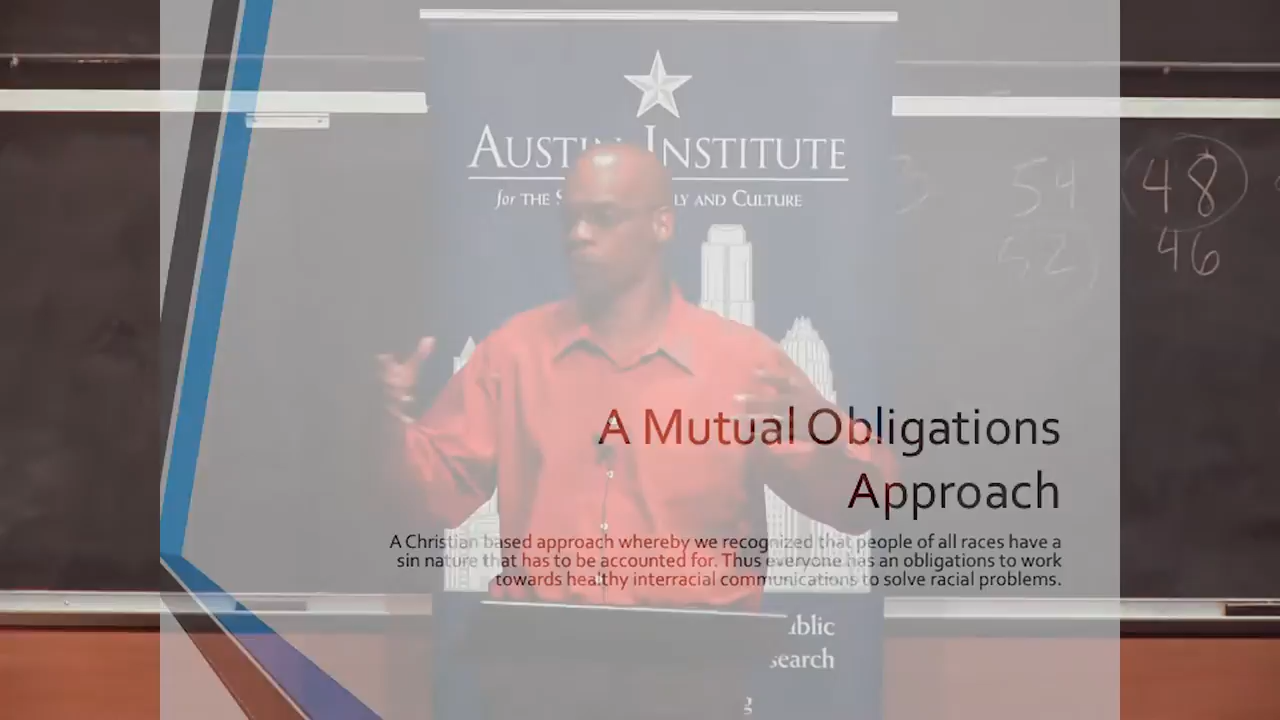 AUSTIN INSTITUTE
for the S LY AND CULTURE
54
48
52
46
A Mutual Obligations
Approach
A Christian based approach whereby we recognized that people of all races have a
sin nature that has to be accounted for. Thus everyone has an obligations to work
towards healthy interracial communications to solve racial problems.
ublic
search
g